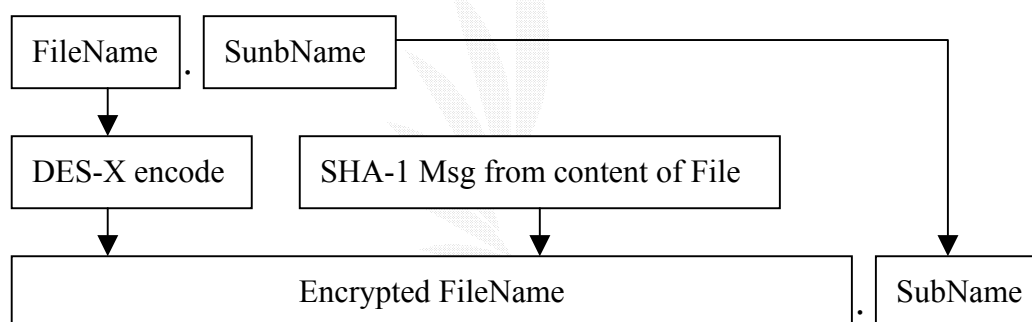 FileName . SunbName
DES-X encode
SHA-1 Msg from content of File
Encrypted FileName . SubName